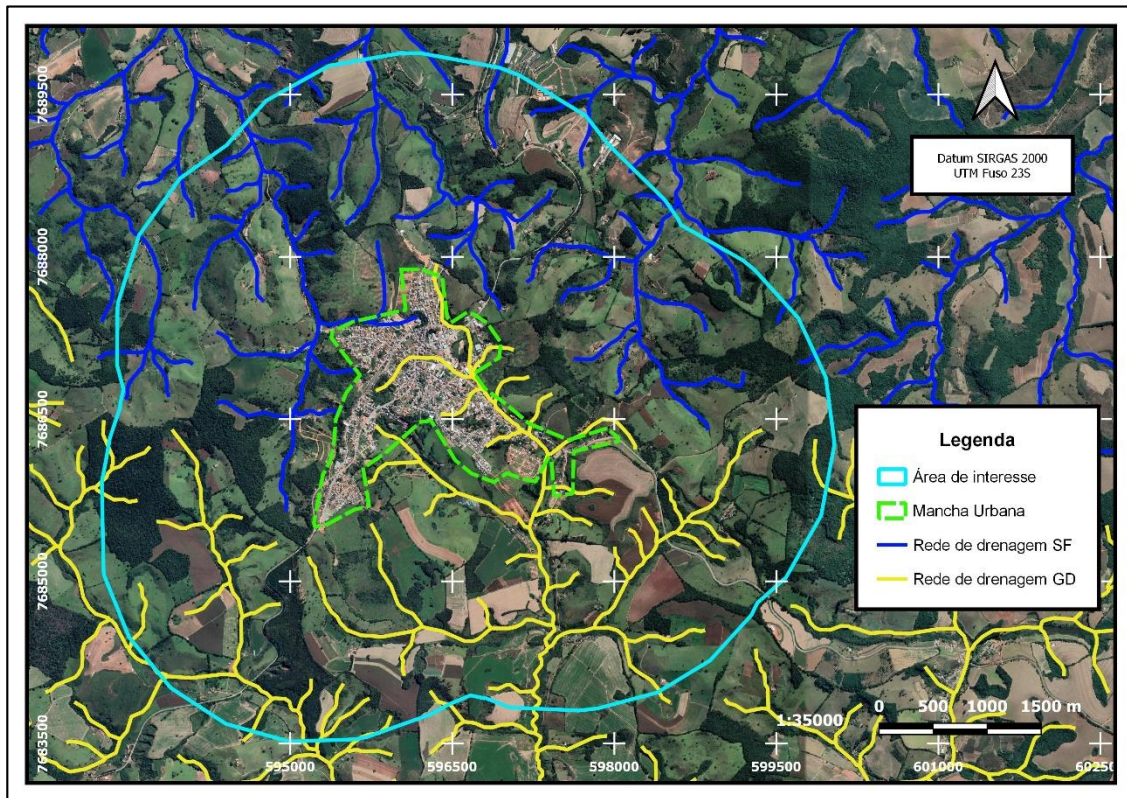 Datum SIRGAS 2000
UTM Fuso 23S
7689500
7688000
7688500
7685000
7683500
Legenda
Área de interesse
Mancha Urbana
Rede de drenagem SF
Rede de drenagem GD
1:35000
0 500 1000 1500 m
595000 596500 598000 599500 601000